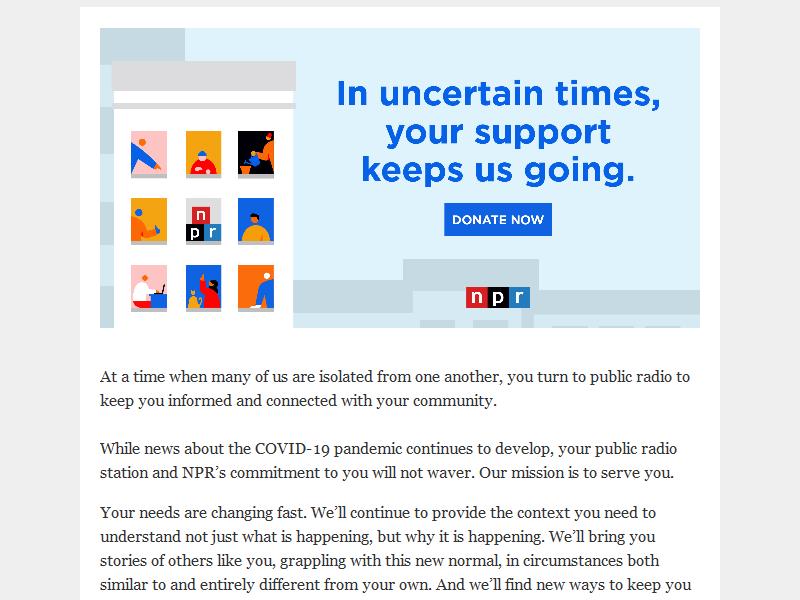 In uncertain times,
your support
keeps us going.
DONATE NOW
n
pr
npr
At a time when many of us are isolated from one another, you turn to public radio to
keep you informed and connected with your community.
While news about the COVID-19 pandemic continues to develop, your public radio
station and NPR’s commitment to you will not waver. Our mission is to serve you.
Your needs are changing fast. We’ll continue to provide the context you need to
understand not just what is happening, but why it is happening. We’ll bring you
stories of others like you, grappling with this new normal, in circumstances both
similar to and entirely different from your own. And we’ll find new ways to keep you